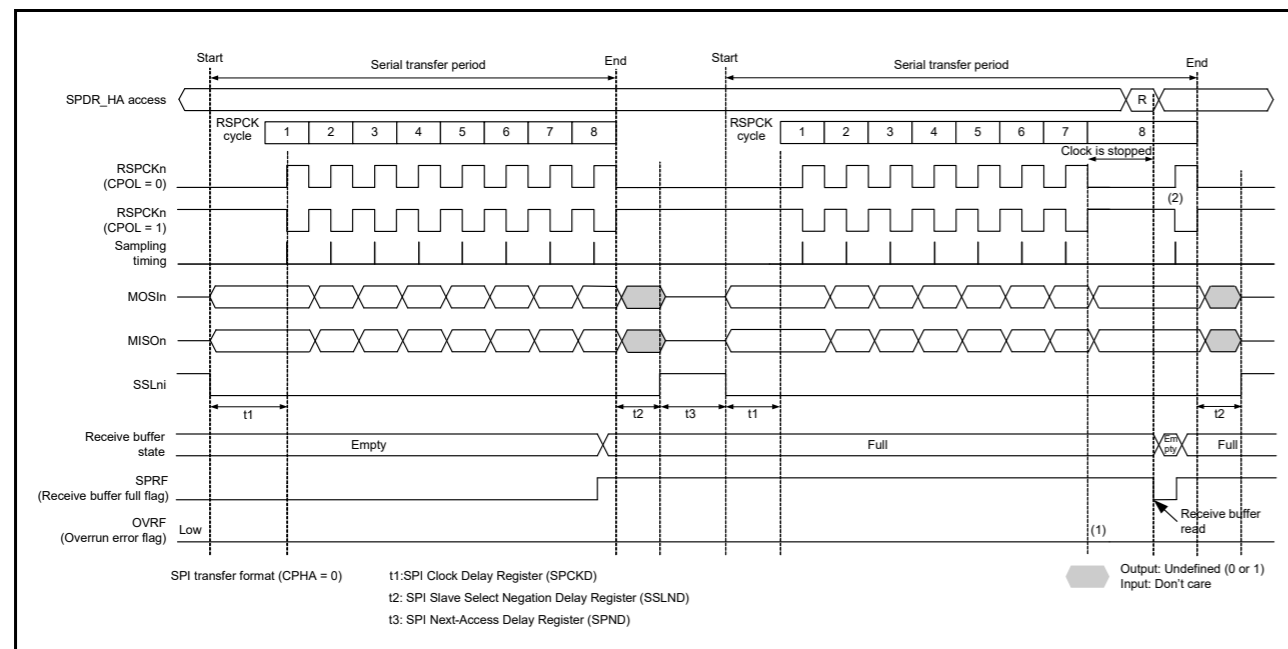 Start End Start End
Serial transfer period Serial transfer period
SPDR_HA access R
RSPCK cycle 1 2 3 4 5 6 7 8 RSPCK cycle 1 2 3 4 5 6 7 8
Clock is stopped
RSPCKn
(CPOL = 0)
RSPCKn (2)
(CPOL = 1)
Sampling
timing
MOSIn
MISOn
SSLni
t1 t2 t3 t1 t2
Receive buffer
state Empty Full Em
pty Full
SPRF
(Receive buffer full flag)
Receive buffer
read
OVRF
(Overrun error flag) Low (1)
SPI transfer format (CPHA = 0)
t1:SPI Clock Delay Register (SPCKD)
t2: SPI Slave Select Negation Delay Register (SSLND)
t3: SPI Next-Access Delay Register (SPND)
Output: Undefined (0 or 1)
Input: Don't care